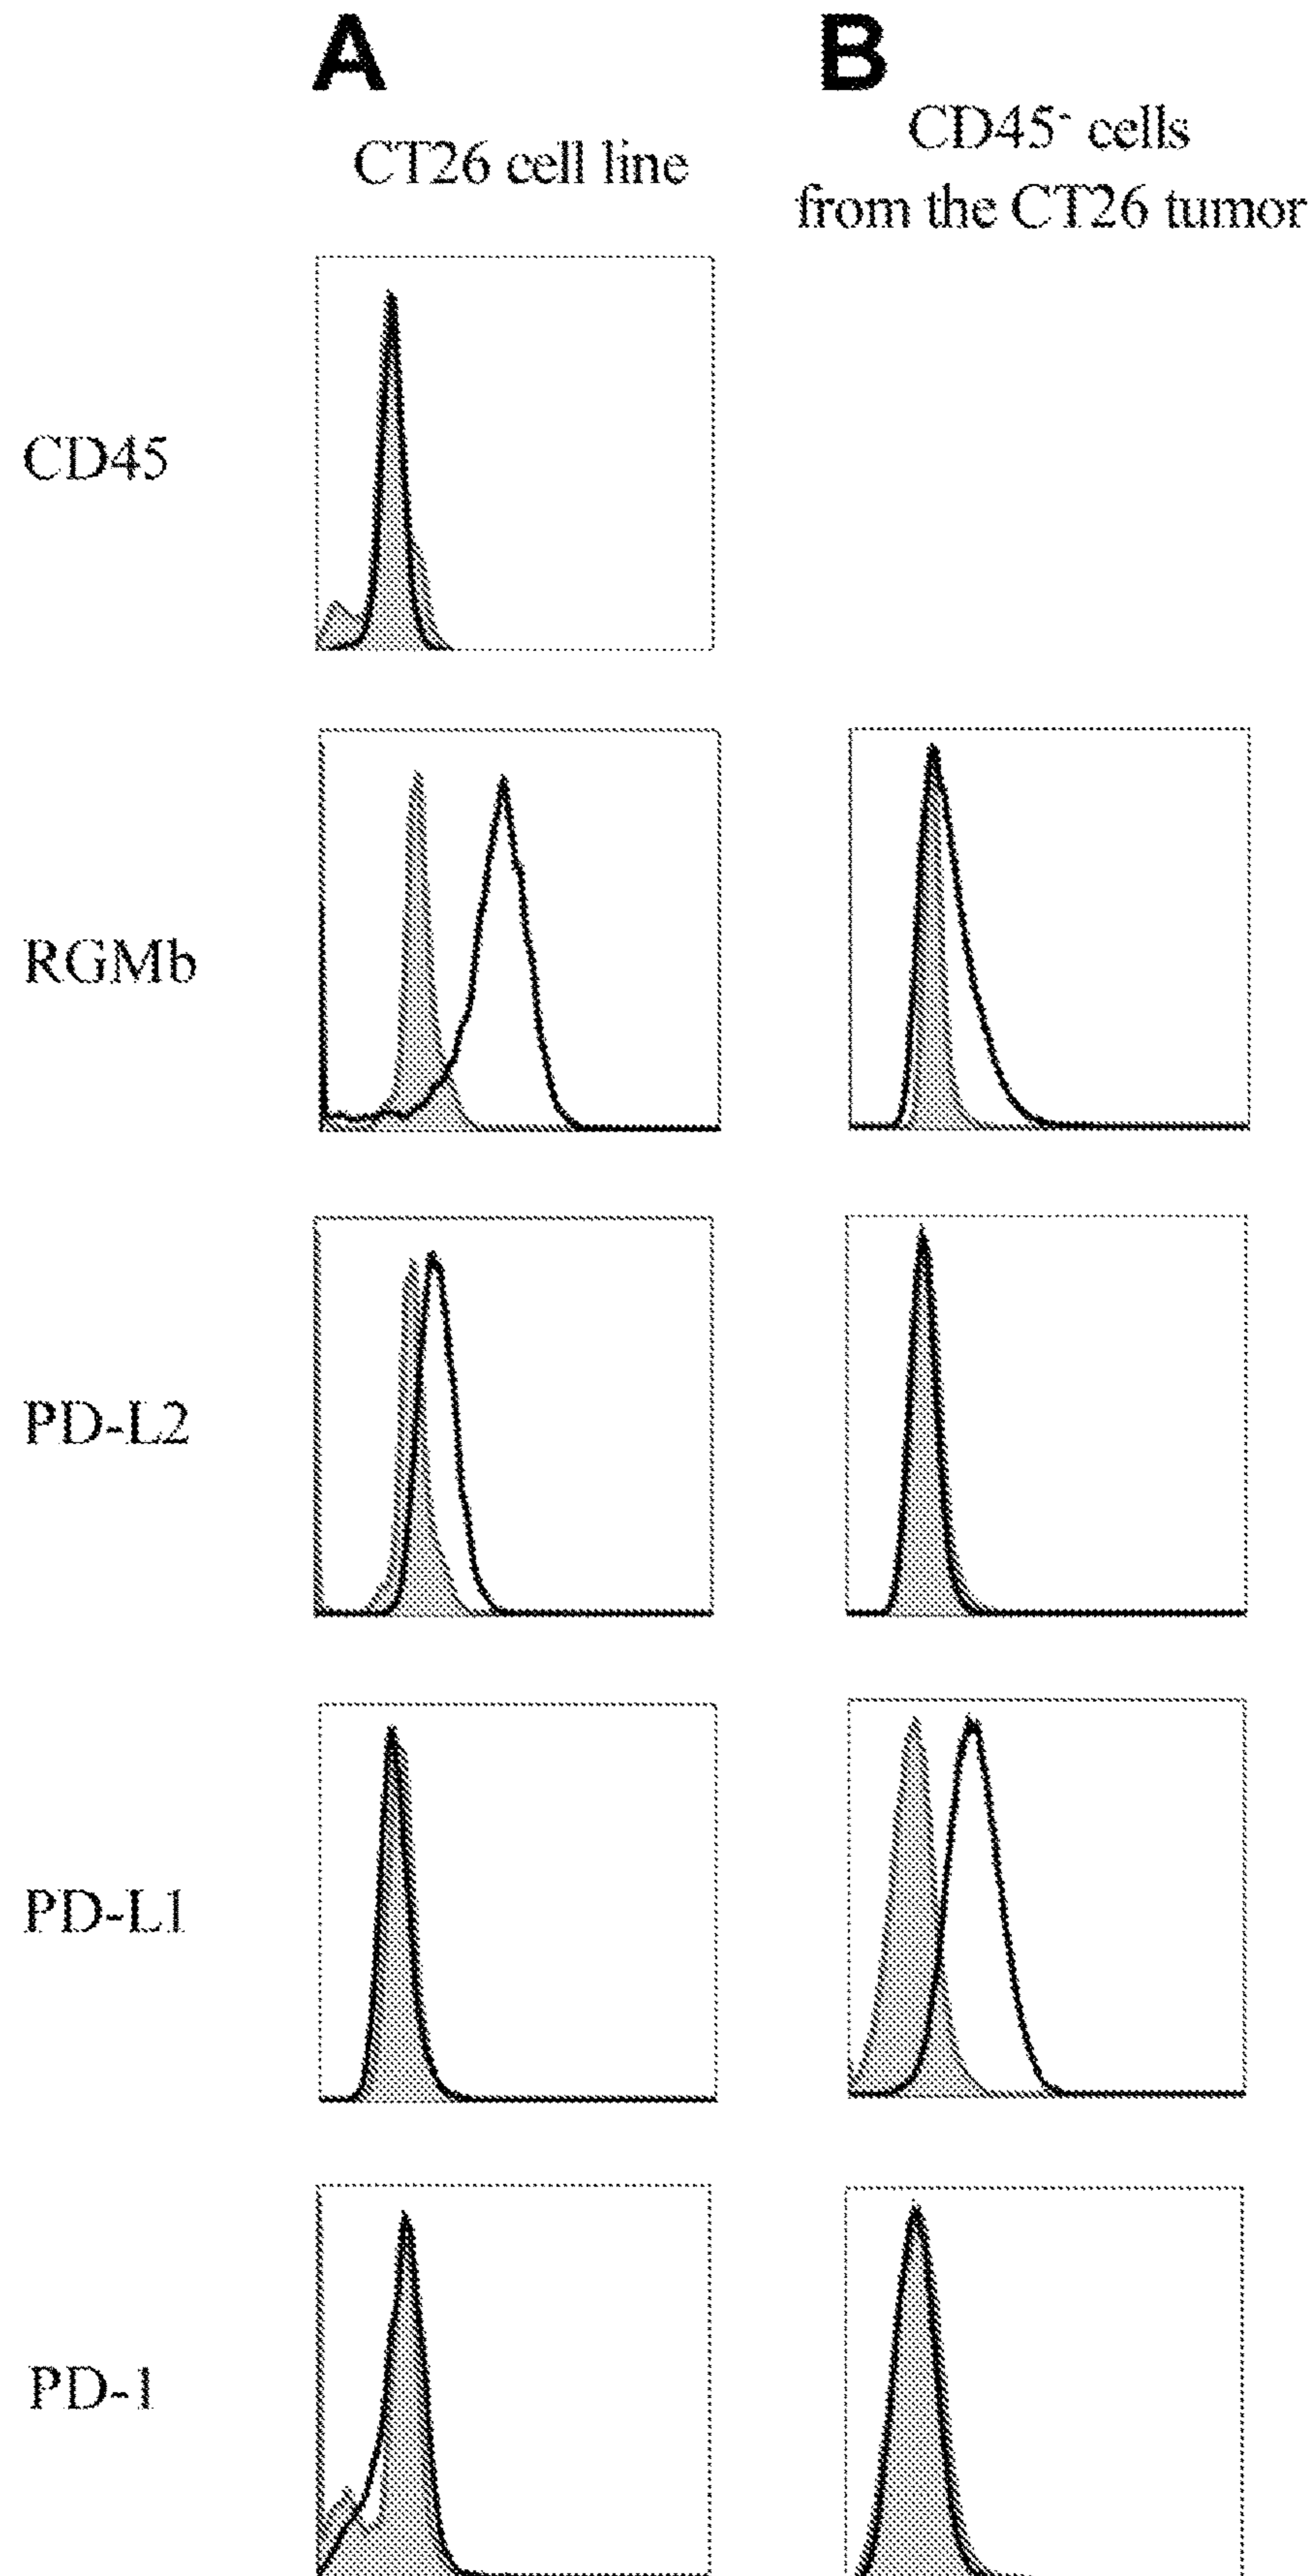 A
B
CT26 cell line
CD45⁻ cells
from the CT26 tumor
CD45
RGMb
PD-L2
PD-L1
PD-1